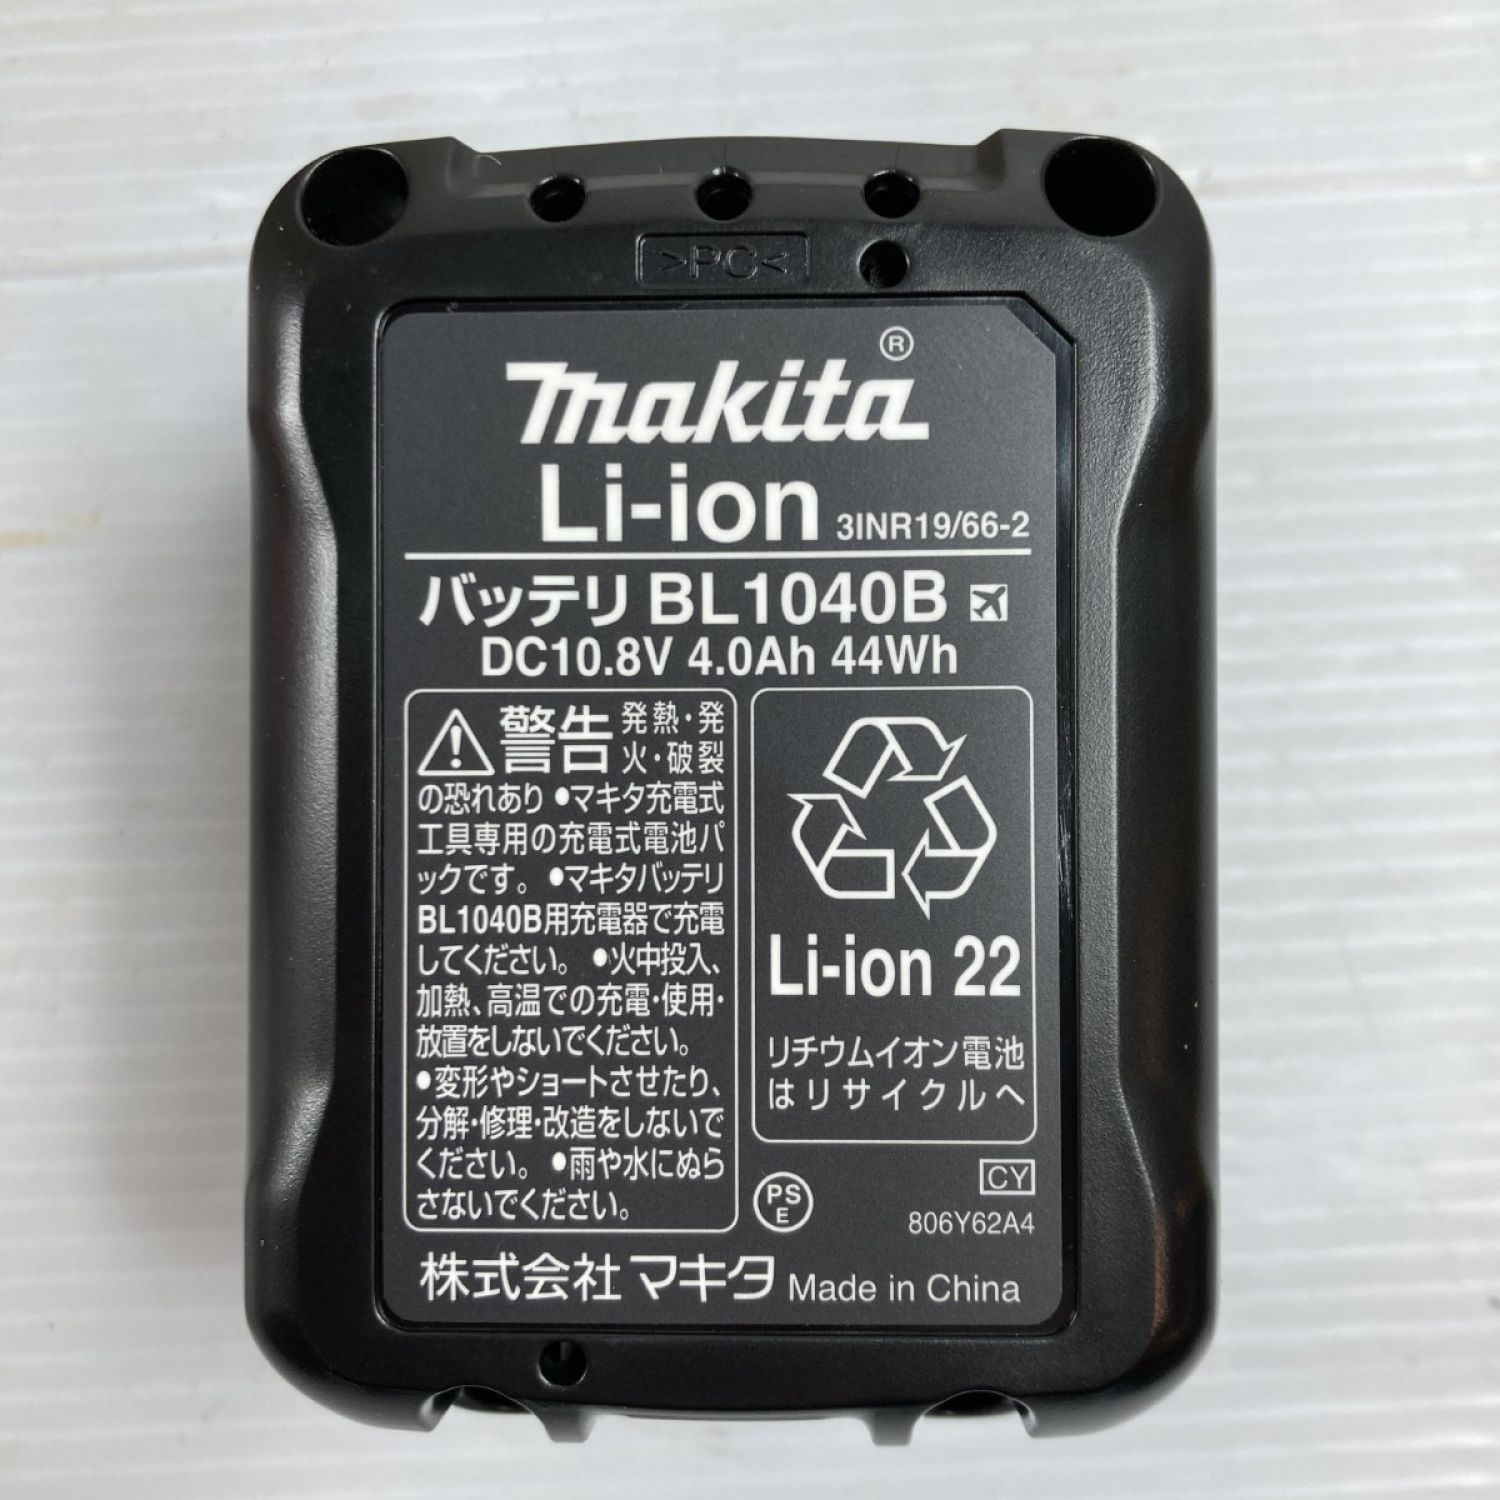 >PC<
makita®
Li-ion 3INR19/66-2
バッテリ BL1040B
DC10.8V 4.0Ah 44Wh
警告 発熱・発
火・破裂
の恐れあり ●マキタ充電式
工具専用の充電式電池パ
ックです。 ●マキタバッテリ
BL1040B用充電器で充電
してください。 ●火中投入、
加熱、高温での充電・使用・
放置をしないでください。
●変形やショートさせたり、
分解・修理・改造をしないで
ください。 ●雨や水にぬら
さないでください。
Li-ion 22
リチウムイオン電池
はリサイクルへ
PS
E
CY
806Y62A4
株式会社マキタ Made in China